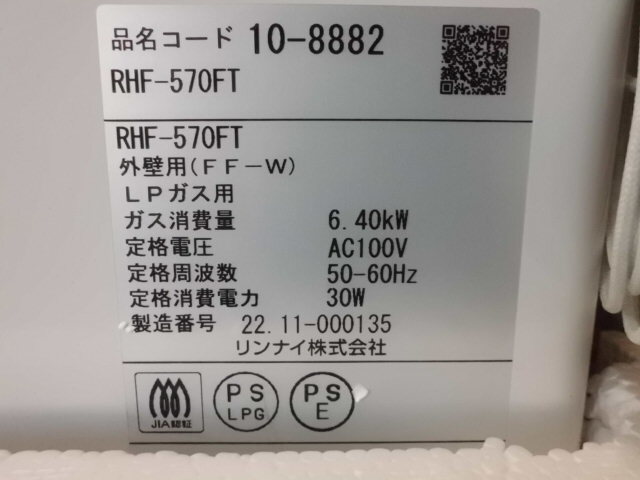 品名コード 10-8882
RHF-570FT
RHF-570FT
外壁用(FF-W)
LPガス用
ガス消費量 6.40kW
定格電圧 AC100V
定格周波数 50-60Hz
定格消費電力 30W
製造番号 22.11-000135
リンナイ株式会社
JIA認証
PS LPG
PS E